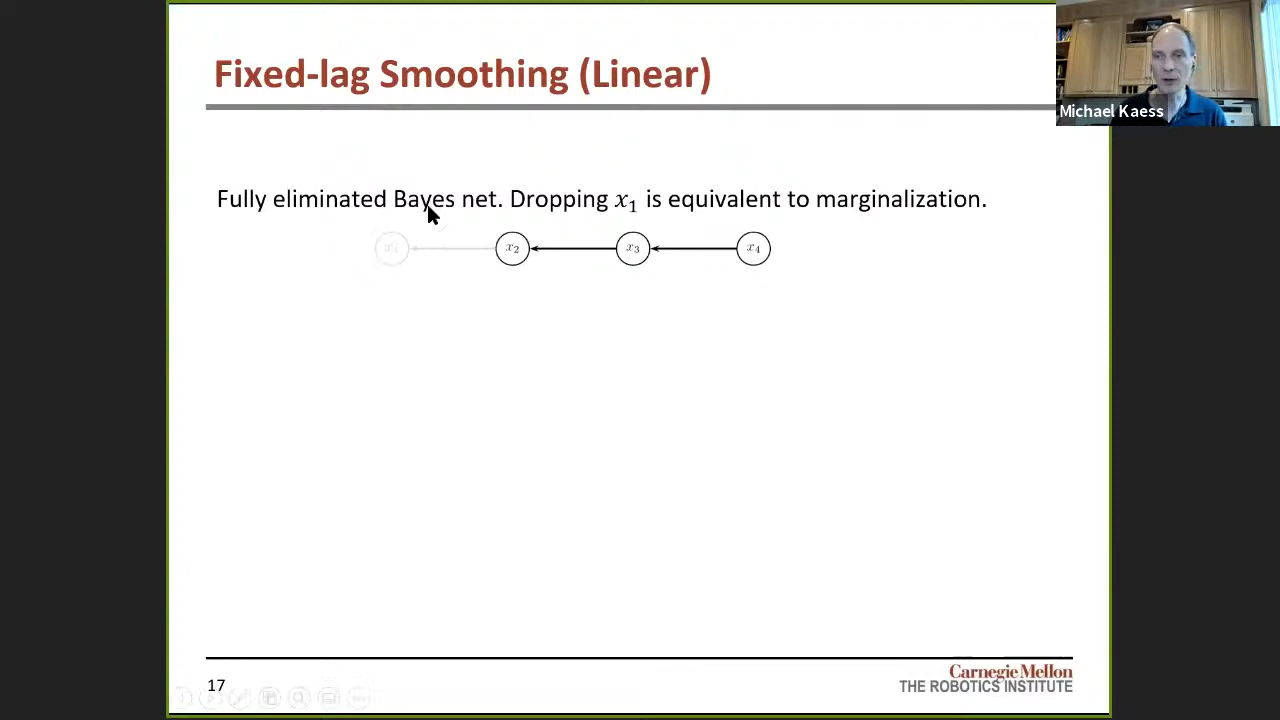 Fixed-lag Smoothing (Linear)
Michael Kaess
Fully eliminated Bayes net. Dropping x₁ is equivalent to marginalization.
x₁ x₂ x₃ x₄
17
Carnegie Mellon
THE ROBOTICS INSTITUTE